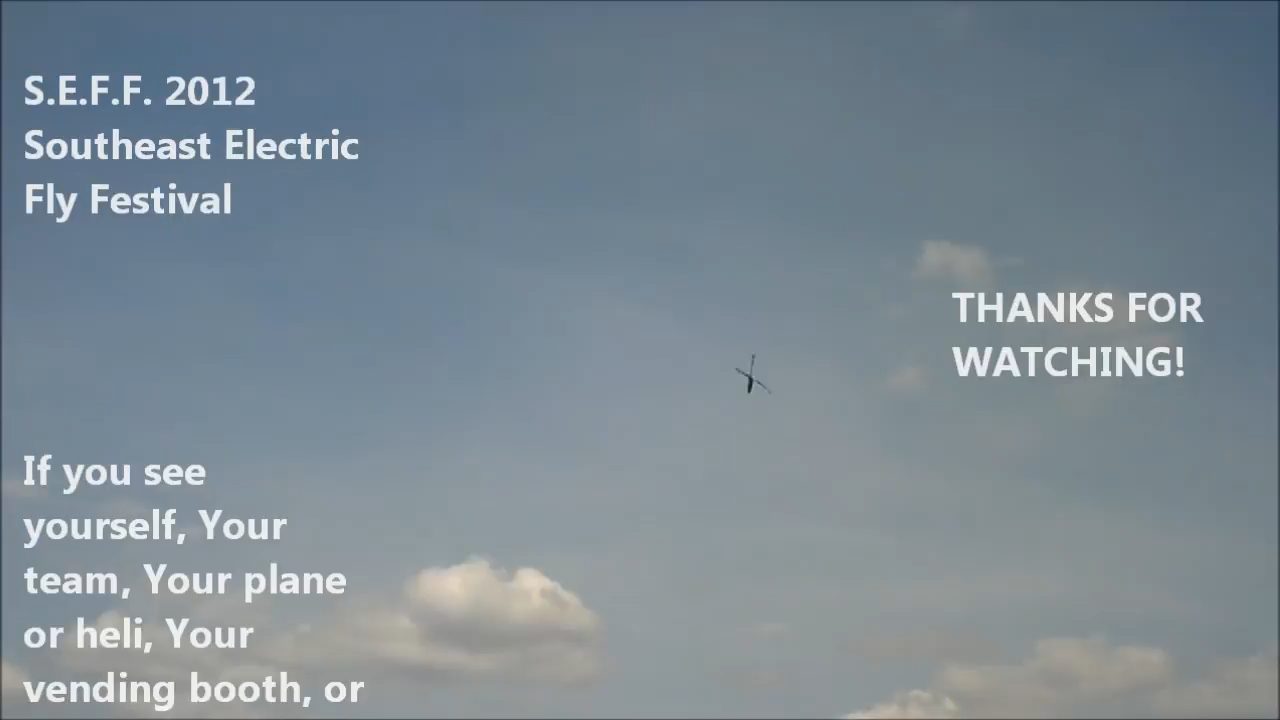 S.E.F.F. 2012
Southeast Electric
Fly Festival
THANKS FOR
WATCHING!
If you see
yourself, Your
team, Your plane
or heli, Your
vending booth, or